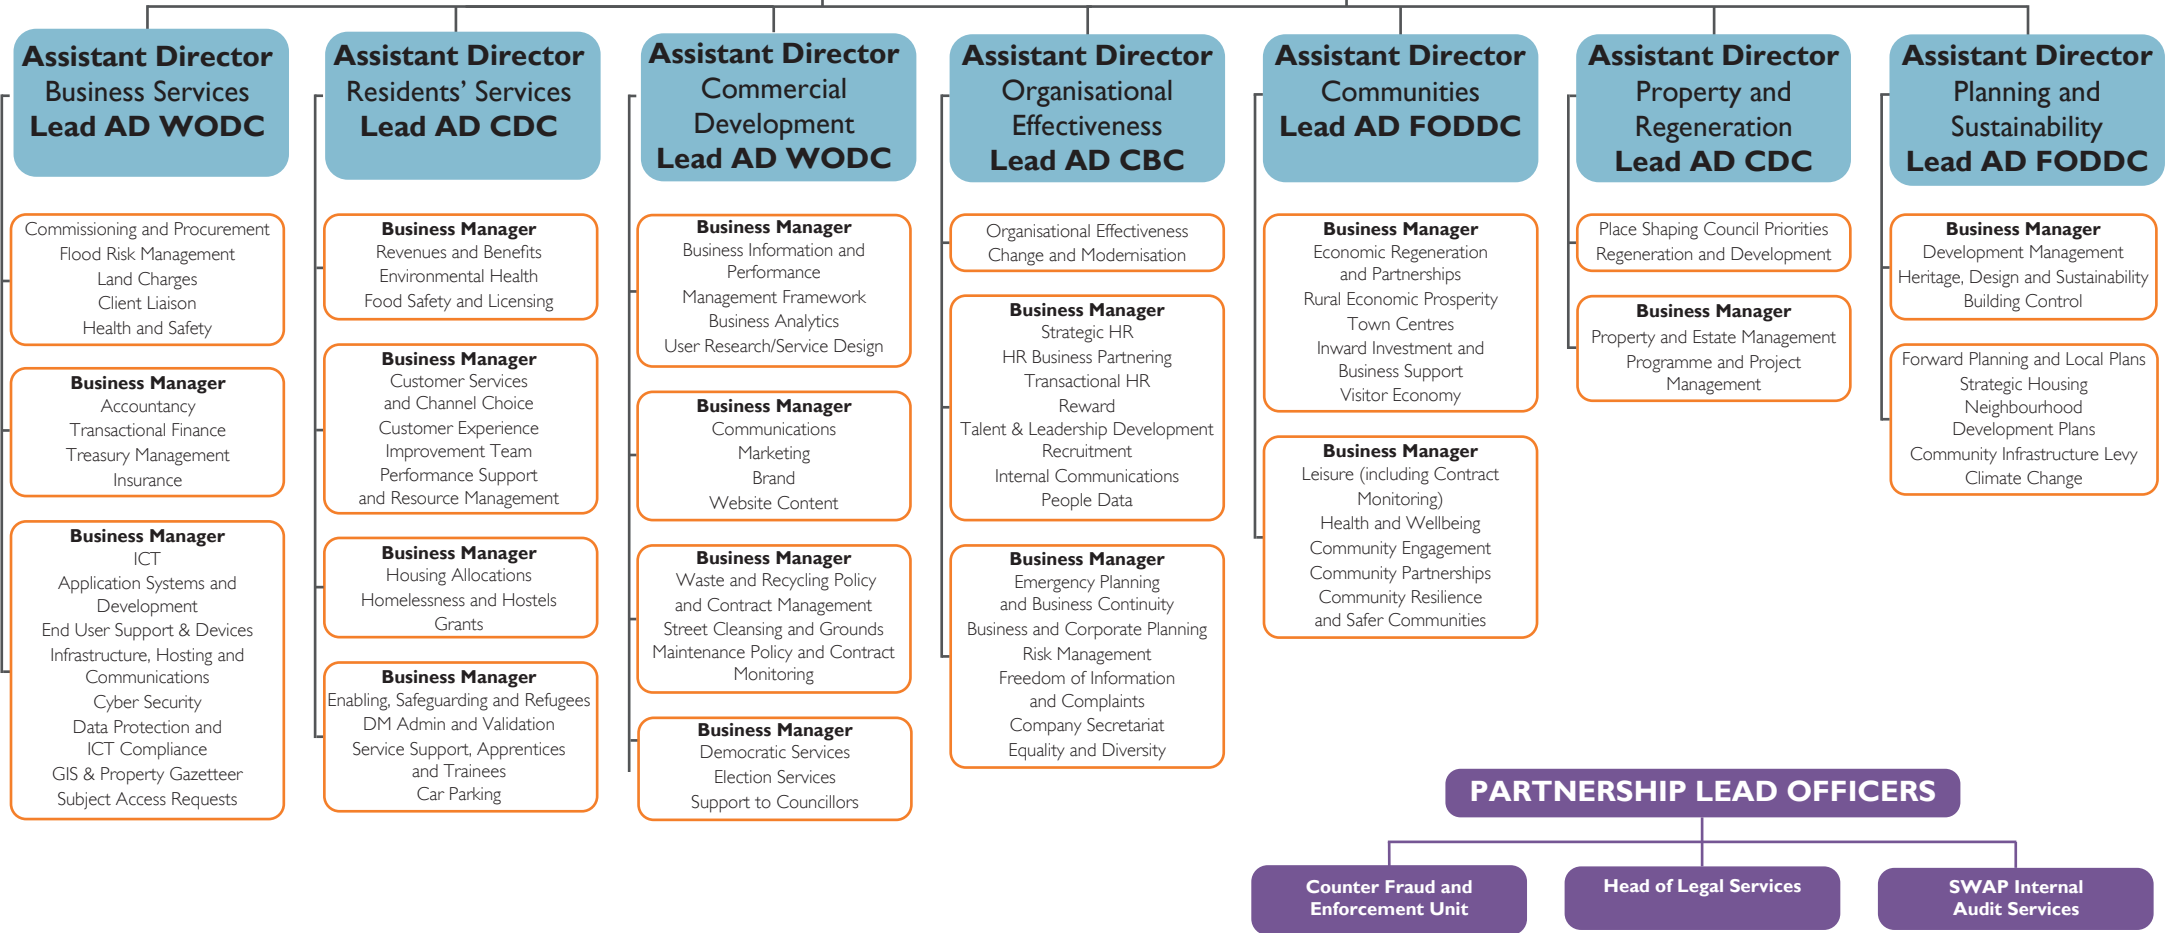 Assistant Director
Business Services
Lead AD WODC
Commissioning and Procurement
Flood Risk Management
Land Charges
Client Liaison
Health and Safety
Business Manager
Accountancy
Transactional Finance
Treasury Management
Insurance
Business Manager
ICT
Application Systems and
Development
End User Support & Devices
Infrastructure, Hosting and
Communications
Cyber Security
Data Protection and
ICT Compliance
GIS & Property Gazetteer
Subject Access Requests
Assistant Director
Residents' Services
Lead AD CDC
Business Manager
Revenues and Benefits
Environmental Health
Food Safety and Licensing
Business Manager
Customer Services
and Channel Choice
Customer Experience
Improvement Team
Performance Support
and Resource Management
Business Manager
Housing Allocations
Homelessness and Hostels
Grants
Business Manager
Enabling, Safeguarding and Refugees
DM Admin and Validation
Service Support, Apprentices
and Trainees
Car Parking
Assistant Director
Commercial
Development
Lead AD WODC
Business Manager
Business Information and
Performance
Management Framework
Business Analytics
User Research/Service Design
Business Manager
Communications
Marketing
Brand
Website Content
Business Manager
Waste and Recycling Policy
and Contract Management
Street Cleansing and Grounds
Maintenance Policy and Contract
Monitoring
Business Manager
Democratic Services
Election Services
Support to Councillors
Assistant Director
Organisational
Effectiveness
Lead AD CBC
Organisational Effectiveness
Change and Modernisation
Business Manager
Strategic HR
HR Business Partnering
Transactional HR
Reward
Talent & Leadership Development
Recruitment
Internal Communications
People Data
Business Manager
Emergency Planning
and Business Continuity
Business and Corporate Planning
Risk Management
Freedom of Information
and Complaints
Company Secretariat
Equality and Diversity
Assistant Director
Communities
Lead AD FODDC
Business Manager
Economic Regeneration
and Partnerships
Rural Economic Prosperity
Town Centres
Inward Investment and
Business Support
Visitor Economy
Business Manager
Leisure (including Contract
Monitoring)
Health and Wellbeing
Community Engagement
Community Partnerships
Community Resilience
and Safer Communities
Assistant Director
Property and
Regeneration
Lead AD CDC
Place Shaping Council Priorities
Regeneration and Development
Business Manager
Property and Estate Management
Programme and Project
Management
Assistant Director
Planning and
Sustainability
Lead AD FODDC
Business Manager
Development Management
Heritage, Design and Sustainability
Building Control
Forward Planning and Local Plans
Strategic Housing
Neighbourhood
Development Plans
Community Infrastructure Levy
Climate Change
PARTNERSHIP LEAD OFFICERS
Counter Fraud and
Enforcement Unit
Head of Legal Services
SWAP Internal
Audit Services